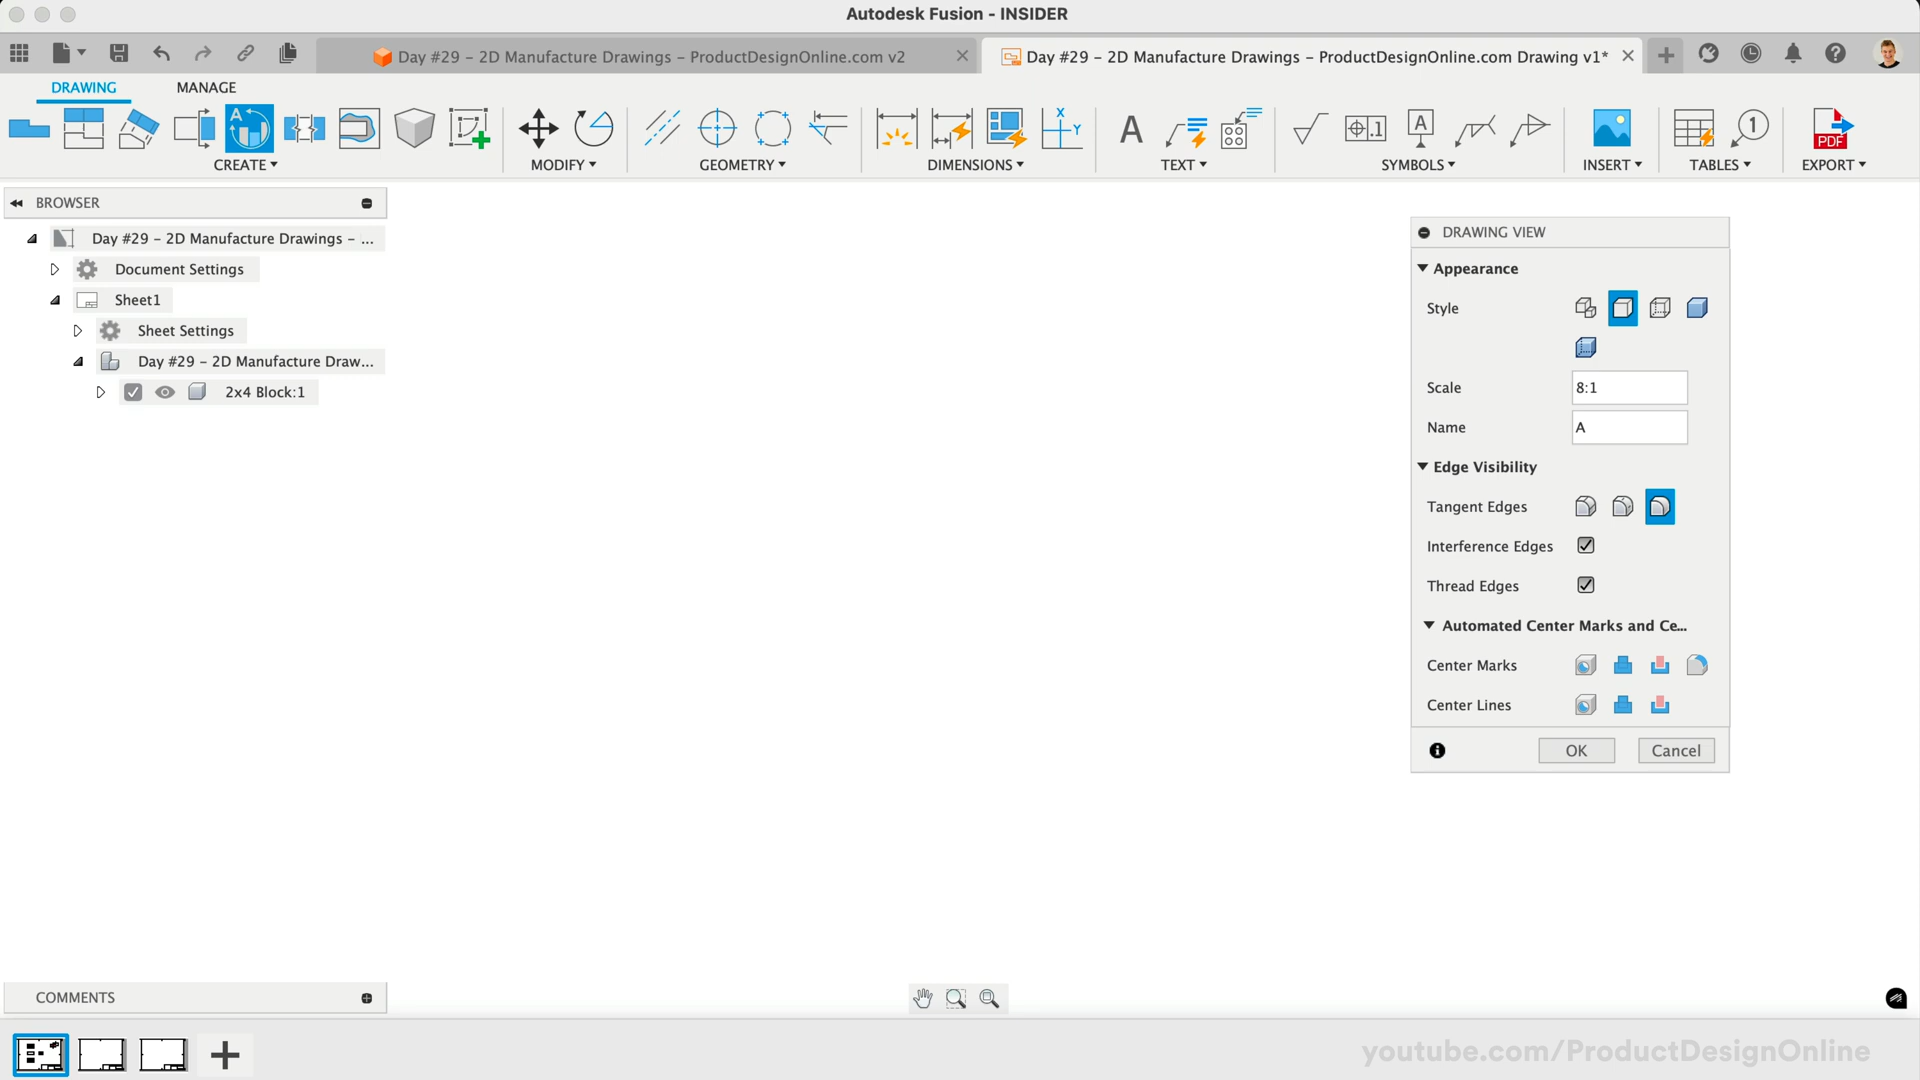 Autodesk Fusion - INSIDER
Day #29 - 2D Manufacture Drawings - ProductDesignOnline.com v2
Day #29 - 2D Manufacture Drawings - ProductDesignOnline.com Drawing v1*
DRAWING MANAGE
A
X
Y
A
.1
A
1
PDF
CREATE MODIFY GEOMETRY DIMENSIONS TEXT SYMBOLS INSERT TABLES EXPORT
BROWSER
Day #29 - 2D Manufacture Drawings - ...
Document Settings
Sheet1
Sheet Settings
Day #29 - 2D Manufacture Draw...
2x4 Block:1
DRAWING VIEW
Appearance
Style
Scale 8:1
Name A
Edge Visibility
Tangent Edges
Interference Edges
Thread Edges
Automated Center Marks and Ce...
Center Marks
Center Lines
OK Cancel
COMMENTS
youtube.com/ProductDesignOnline